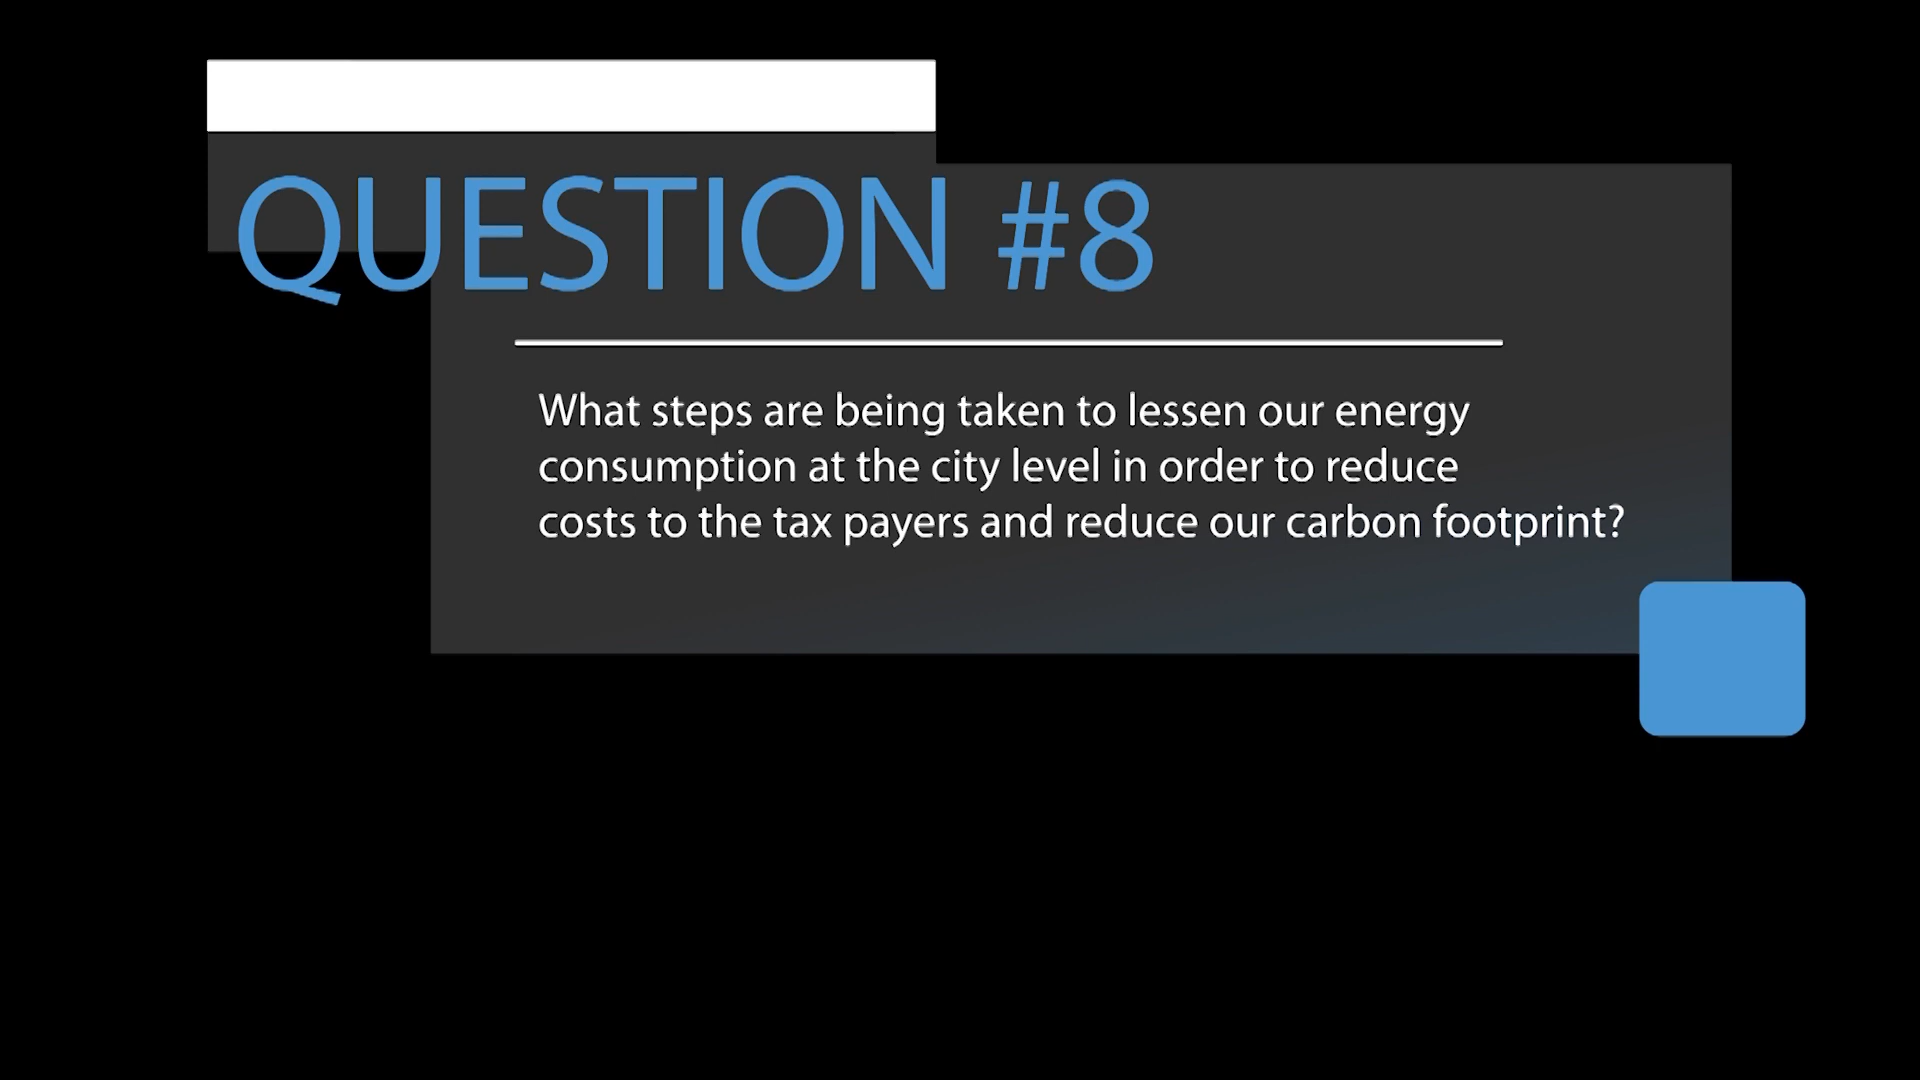 QUESTION #8
What steps are being taken to lessen our energy
consumption at the city level in order to reduce
costs to the tax payers and reduce our carbon footprint?